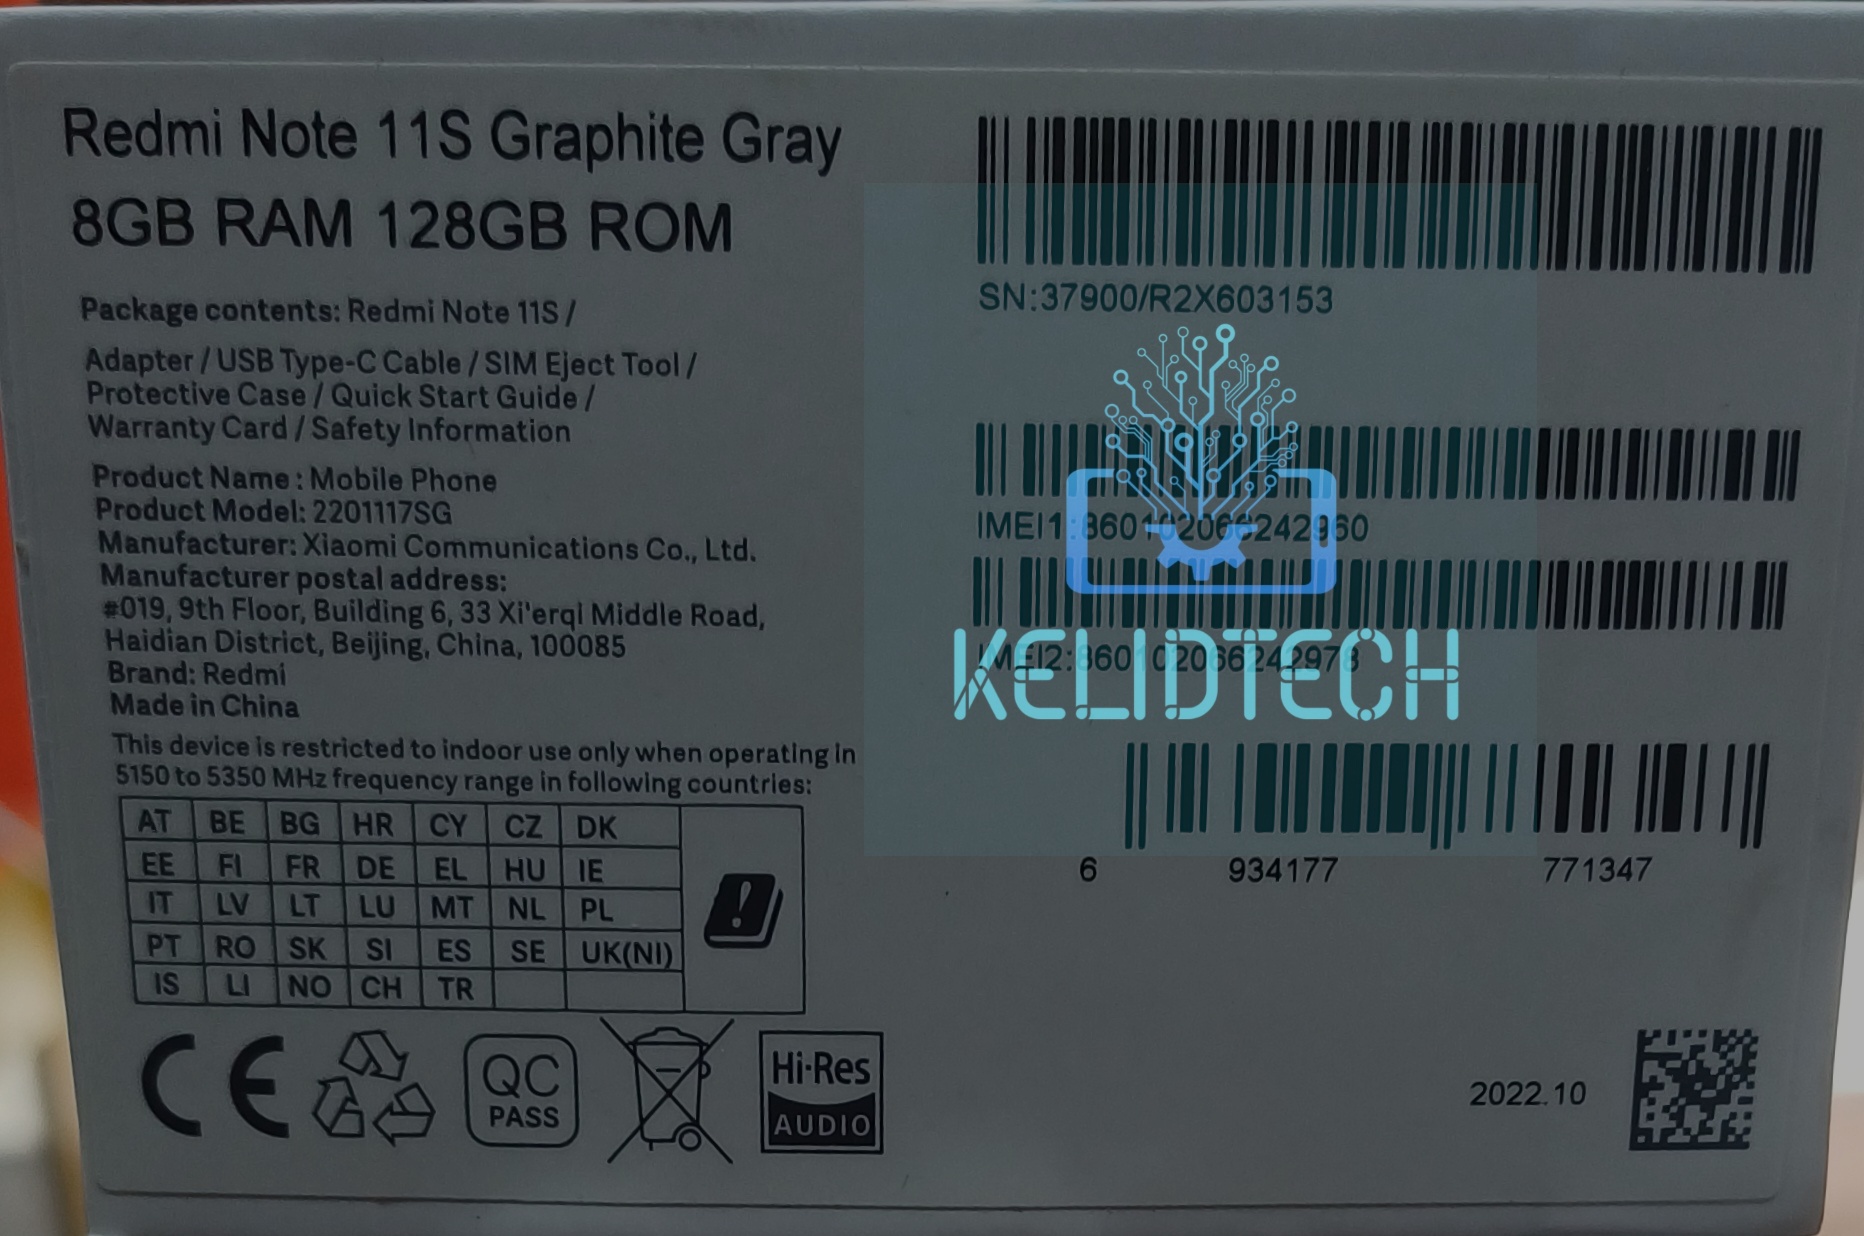 Redmi Note 11S Graphite Gray
8GB RAM 128GB ROM
Package contents: Redmi Note 11S /
Adapter / USB Type-C Cable / SIM Eject Tool /
Protective Case / Quick Start Guide /
Warranty Card / Safety Information
Product Name : Mobile Phone
Product Model: 2201117SG
Manufacturer: Xiaomi Communications Co., Ltd.
Manufacturer postal address:
#019, 9th Floor, Building 6, 33 Xi'erqi Middle Road,
Haidian District, Beijing, China, 100085
Brand: Redmi
Made in China
This device is restricted to indoor use only when operating in
5150 to 5350 MHz frequency range in following countries:
AT BE BG HR CY CZ DK
EE FI FR DE EL HU IE
IT LV LT LU MT NL PL
PT RO SK SI ES SE UK(NI)
IS LI NO CH TR
CE
QC
PASS
Hi-Res
AUDIO
SN:37900/R2X603153
IMEI1:860102066242960
IMEI2:860102066242978
KELIDTECH
6 934177 771347
2022.10